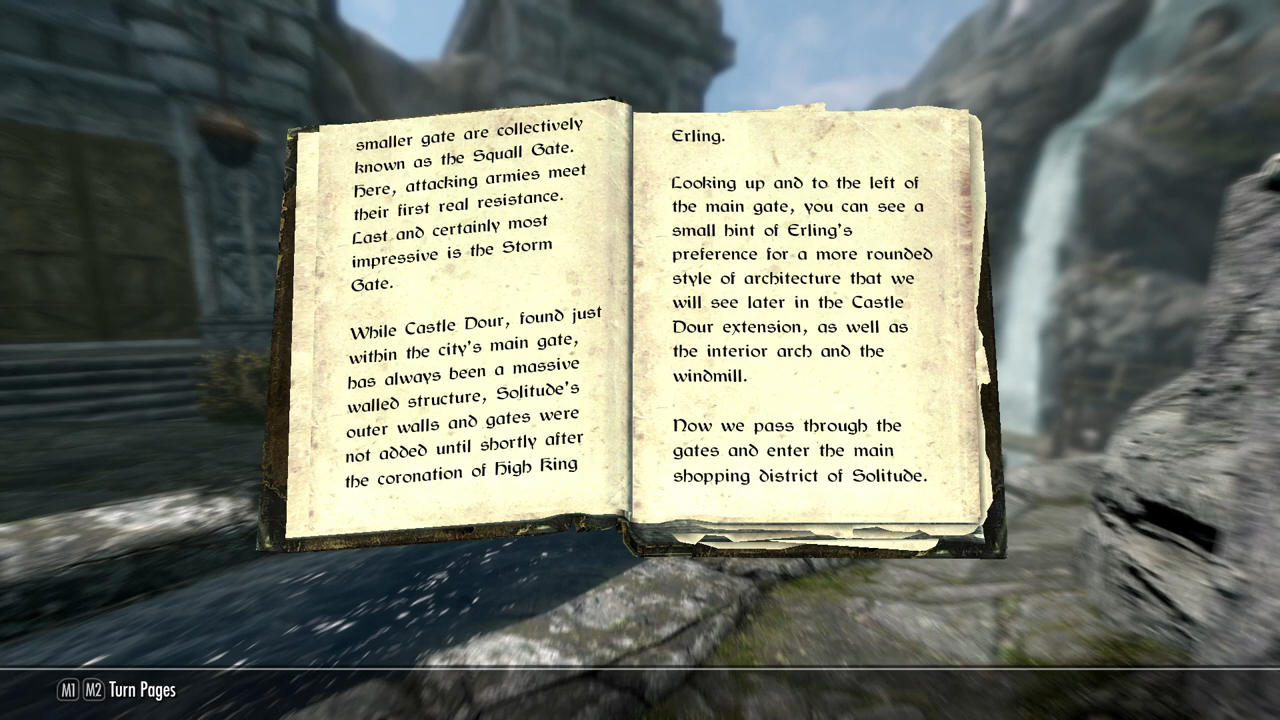 smaller gate are collectively
known as the Squall Gate.
Here, attacking armies meet
their first real resistance.
Last and certainly most
impressive is the Storm
Gate.
While Castle Dour, found just
within the city's main gate,
has always been a massive
walled structure, Solitude's
outer walls and gates were
not added until shortly after
the coronation of High King
Erling.
Looking up and to the left of
the main gate, you can see a
small hint of Erling's
preference for a more rounded
style of architecture that we
will see later in the Castle
Dour extension, as well as
the interior arch and the
windmill.
Now we pass through the
gates and enter the main
shopping district of Solitude.
M1 M2 Turn Pages